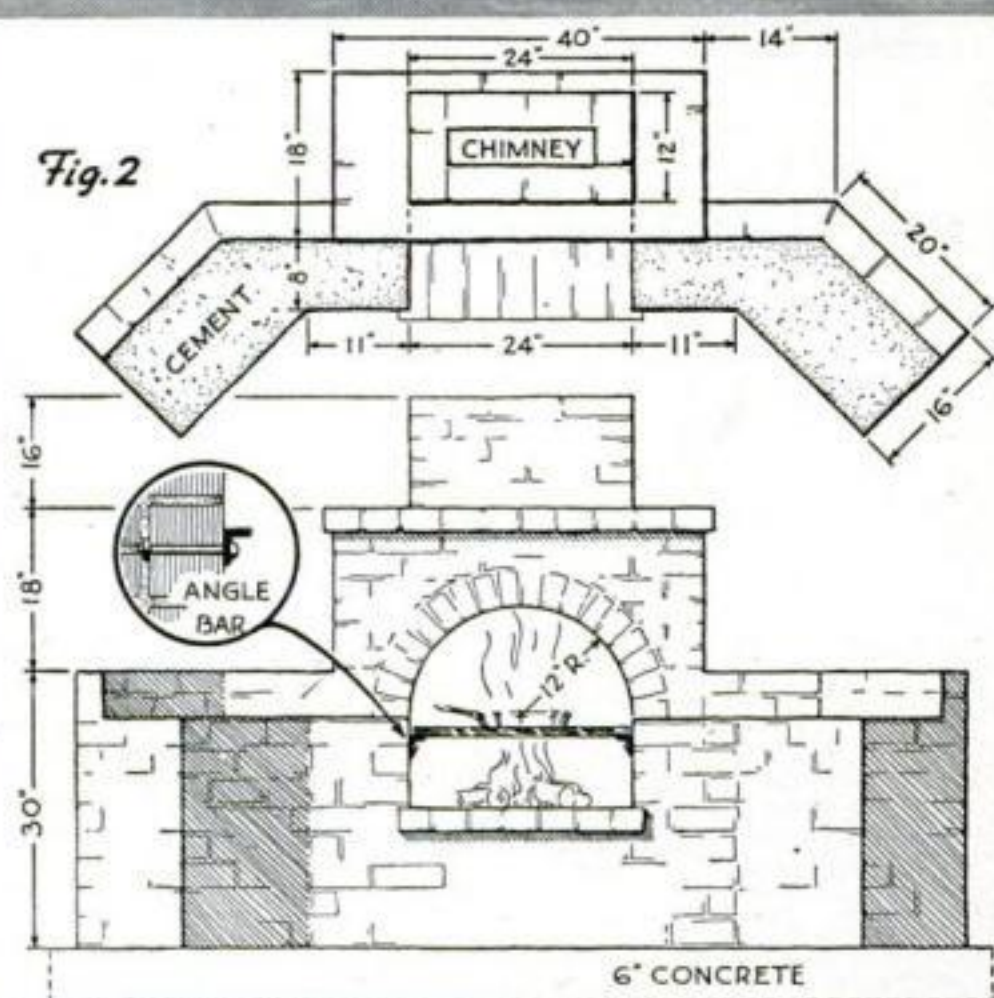 40"
14"
24"
Fig. 2
18"
CHIMNEY
12"
20"
8"
CEMENT
11"
24"
11"
16"
16"
ANGLE
BAR
18"
12" R.
30"
6" CONCRETE